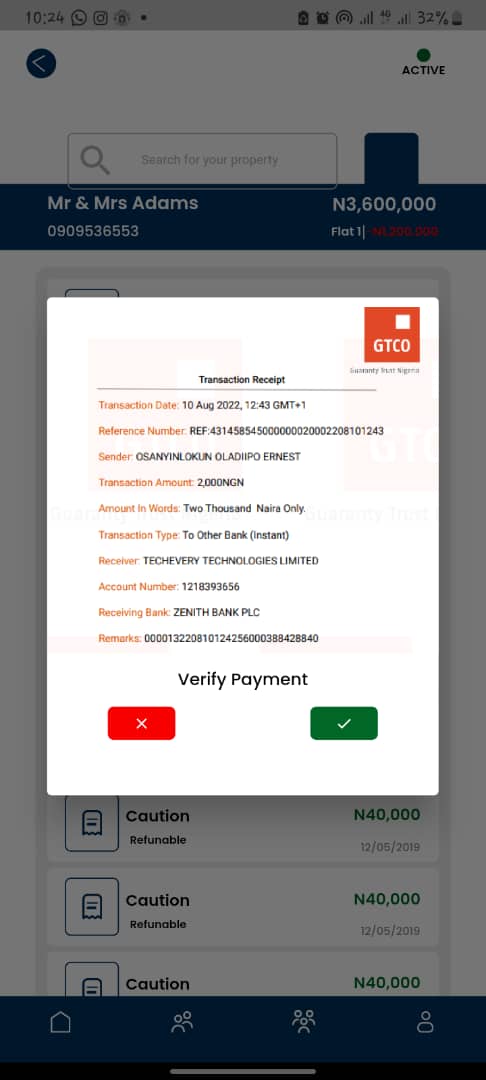 10:24
4G
32%
ACTIVE
Search for your property
Mr & Mrs Adams
N3,600,000
0909536553
Flat 1| -N1,200,000
GTCO
Guaranty Trust Nigeria
Transaction Receipt
Transaction Date: 10 Aug 2022, 12:43 GMT+1
Reference Number: REF:43145854500000020002208101243
Sender: OSANYINLOKUN OLADIIPO ERNEST
Transaction Amount: 2,000NGN
Amount In Words: Two Thousand Naira Only.
Transaction Type: To Other Bank (Instant)
Receiver: TECHEVERY TECHNOLOGIES LIMITED
Account Number: 1218393656
Receiving Bank: ZENITH BANK PLC
Remarks: 000013220810124256000388428840
Verify Payment
Caution
N40,000
Refunable
12/05/2019
Caution
N40,000
Refunable
12/05/2019
Caution
N40,000